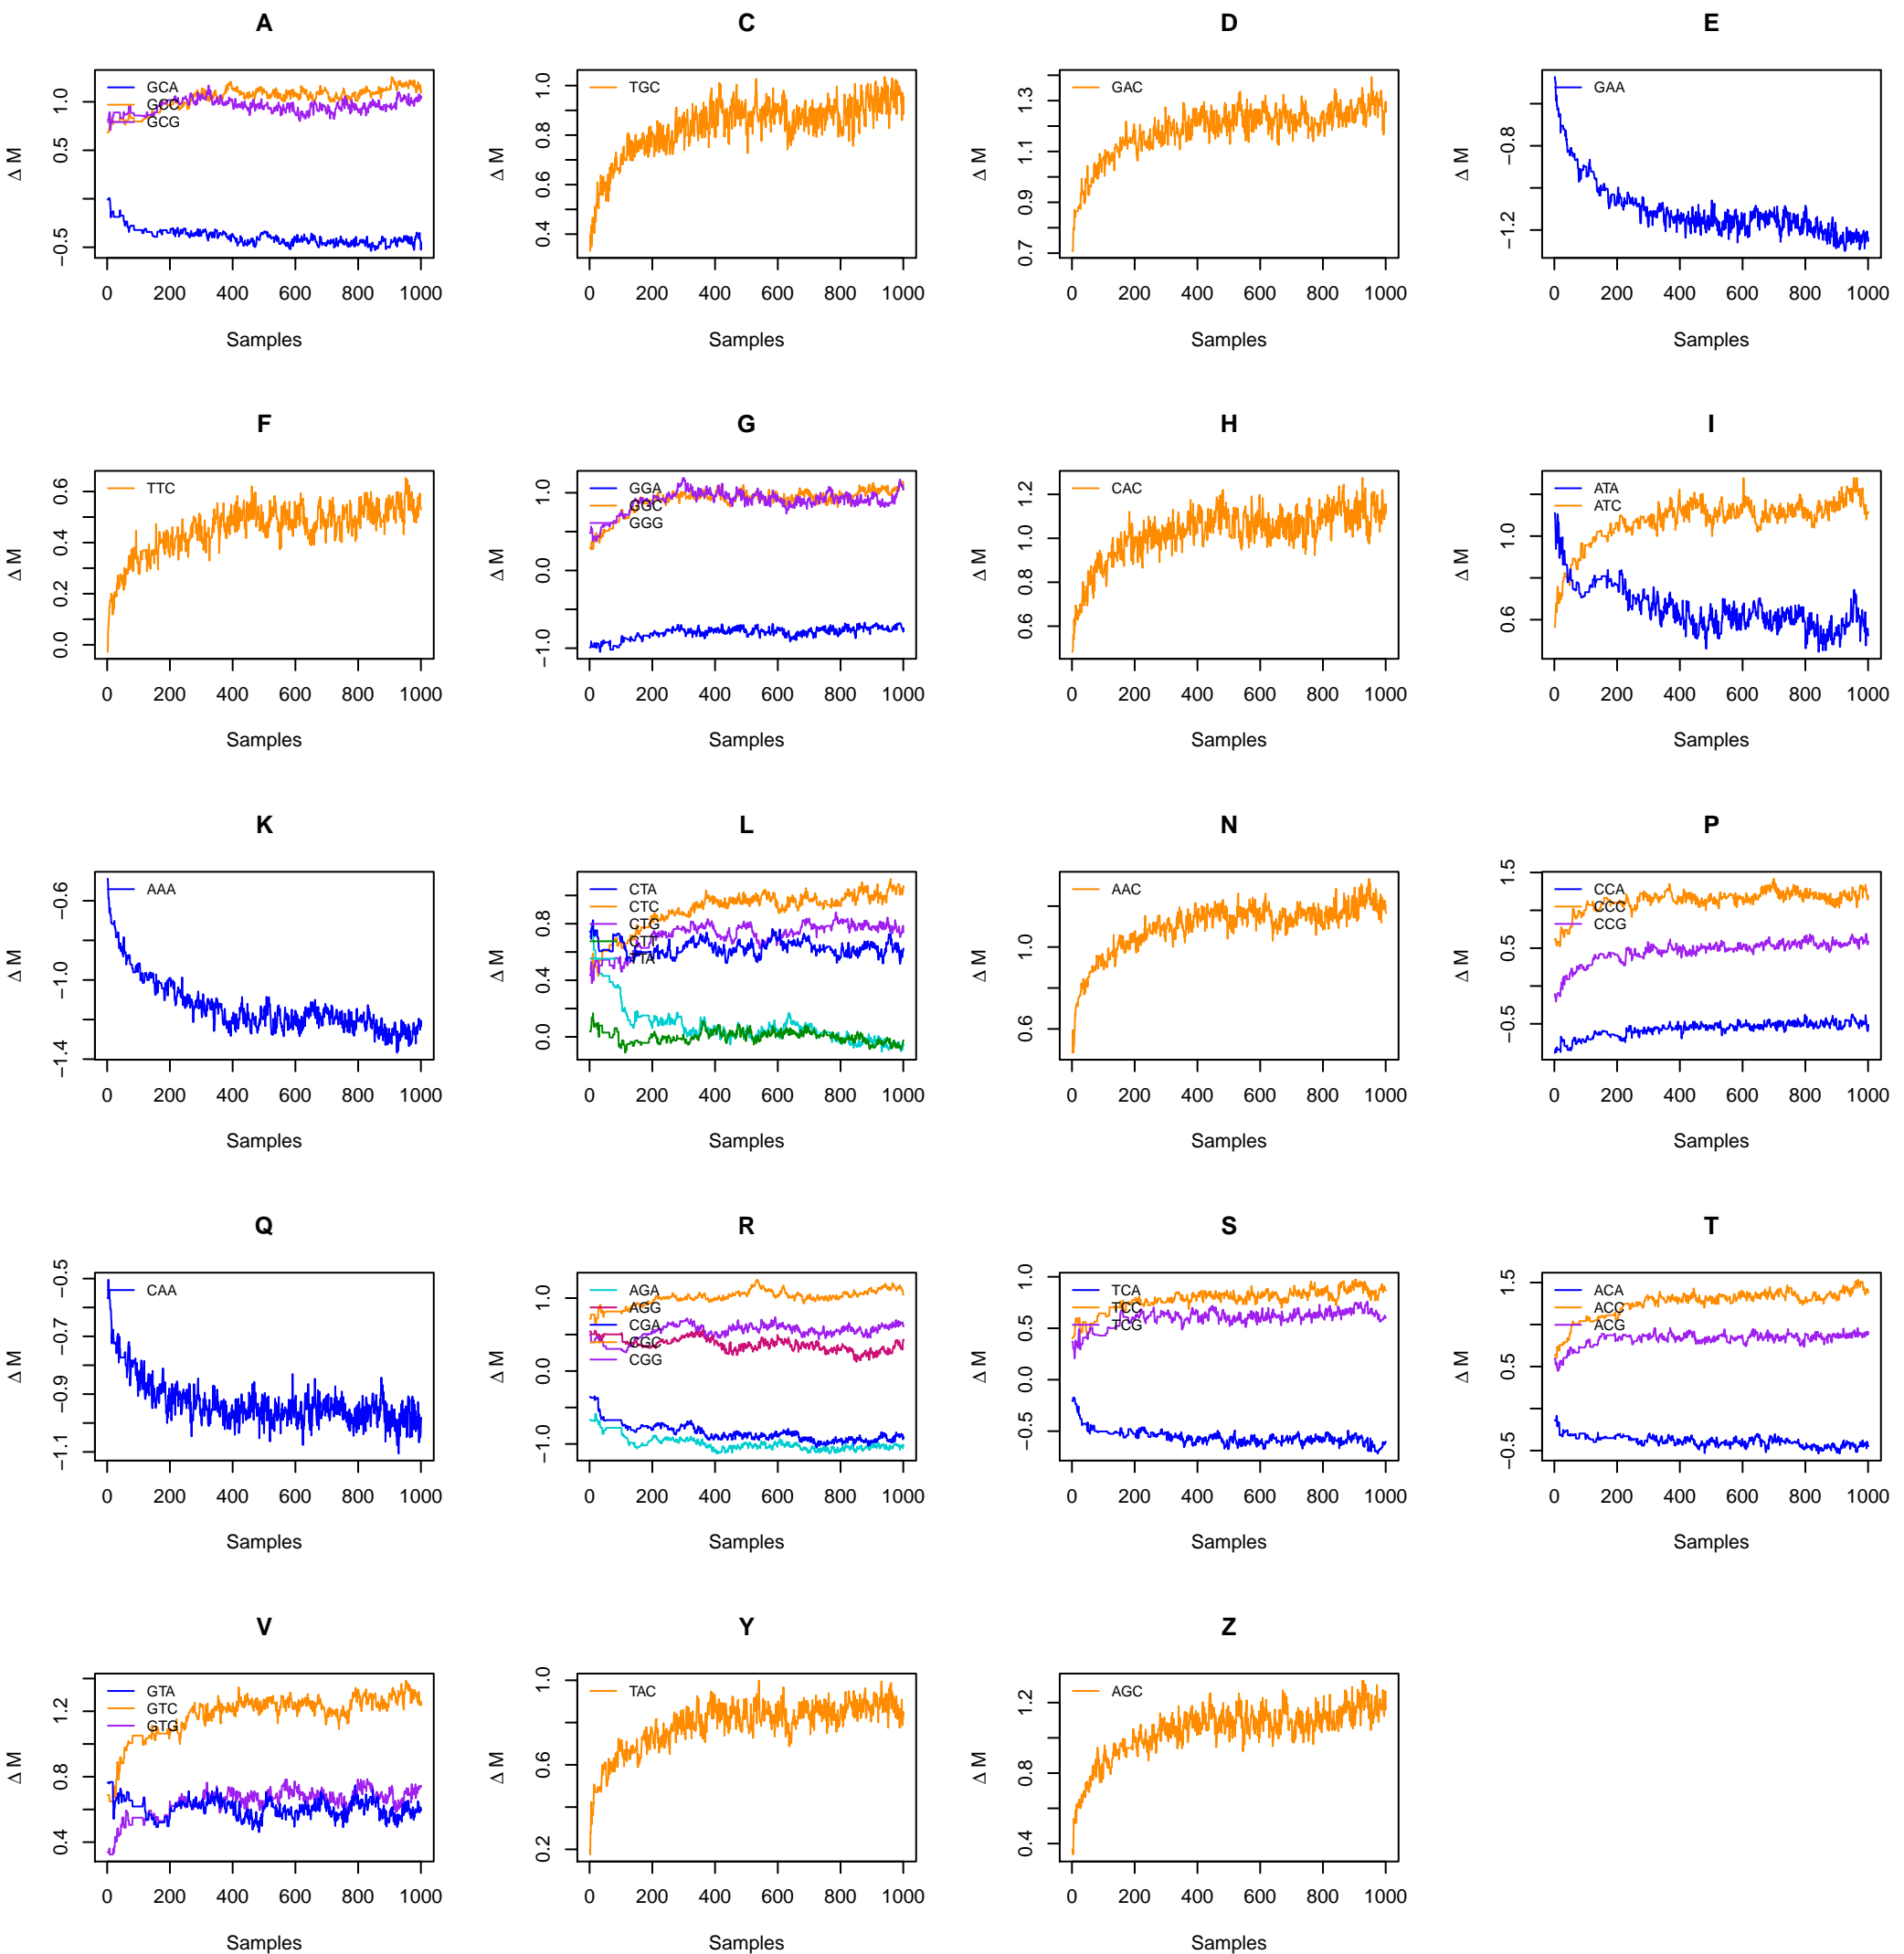 A
C
D
E
GCA
GCC
GCG
TGC
GAC
GAA
Δ M
−0.5 0.5 1.0
Δ M
0.4 0.6 0.8 1.0
Δ M
0.7 0.9 1.1 1.3
Δ M
−1.2 −0.8
0 200 400 600 800 1000
0 200 400 600 800 1000
0 200 400 600 800 1000
0 200 400 600 800 1000
Samples
Samples
Samples
Samples
F
G
H
I
TTC
GGA
GGC
GGG
CAC
ATA
ATC
Δ M
0.0 0.2 0.4 0.6
Δ M
−1.0 0.0 1.0
Δ M
0.6 0.8 1.0 1.2
Δ M
0.6 1.0
0 200 400 600 800 1000
0 200 400 600 800 1000
0 200 400 600 800 1000
0 200 400 600 800 1000
Samples
Samples
Samples
Samples
K
L
N
P
AAA
CTA
CTC
CTG
CTT
TTA
AAC
CCA
CCC
CCG
Δ M
−1.4 −1.0 −0.6
Δ M
0.0 0.4 0.8
Δ M
0.6 1.0
Δ M
−0.5 0.5 1.5
0 200 400 600 800 1000
0 200 400 600 800 1000
0 200 400 600 800 1000
0 200 400 600 800 1000
Samples
Samples
Samples
Samples
Q
R
S
T
CAA
AGA
AGG
CGA
CGC
CGG
TCA
TCC
TCG
ACA
ACC
ACG
Δ M
−1.1 −0.9 −0.7 −0.5
Δ M
−1.0 0.0 1.0
Δ M
−0.5 0.0 0.5 1.0
Δ M
−0.5 0.5 1.5
0 200 400 600 800 1000
0 200 400 600 800 1000
0 200 400 600 800 1000
0 200 400 600 800 1000
Samples
Samples
Samples
Samples
V
Y
Z
GTA
GTC
GTG
TAC
AGC
Δ M
0.4 0.8 1.2
Δ M
0.2 0.6 1.0
Δ M
0.4 0.8 1.2
0 200 400 600 800 1000
0 200 400 600 800 1000
0 200 400 600 800 1000
Samples
Samples
Samples